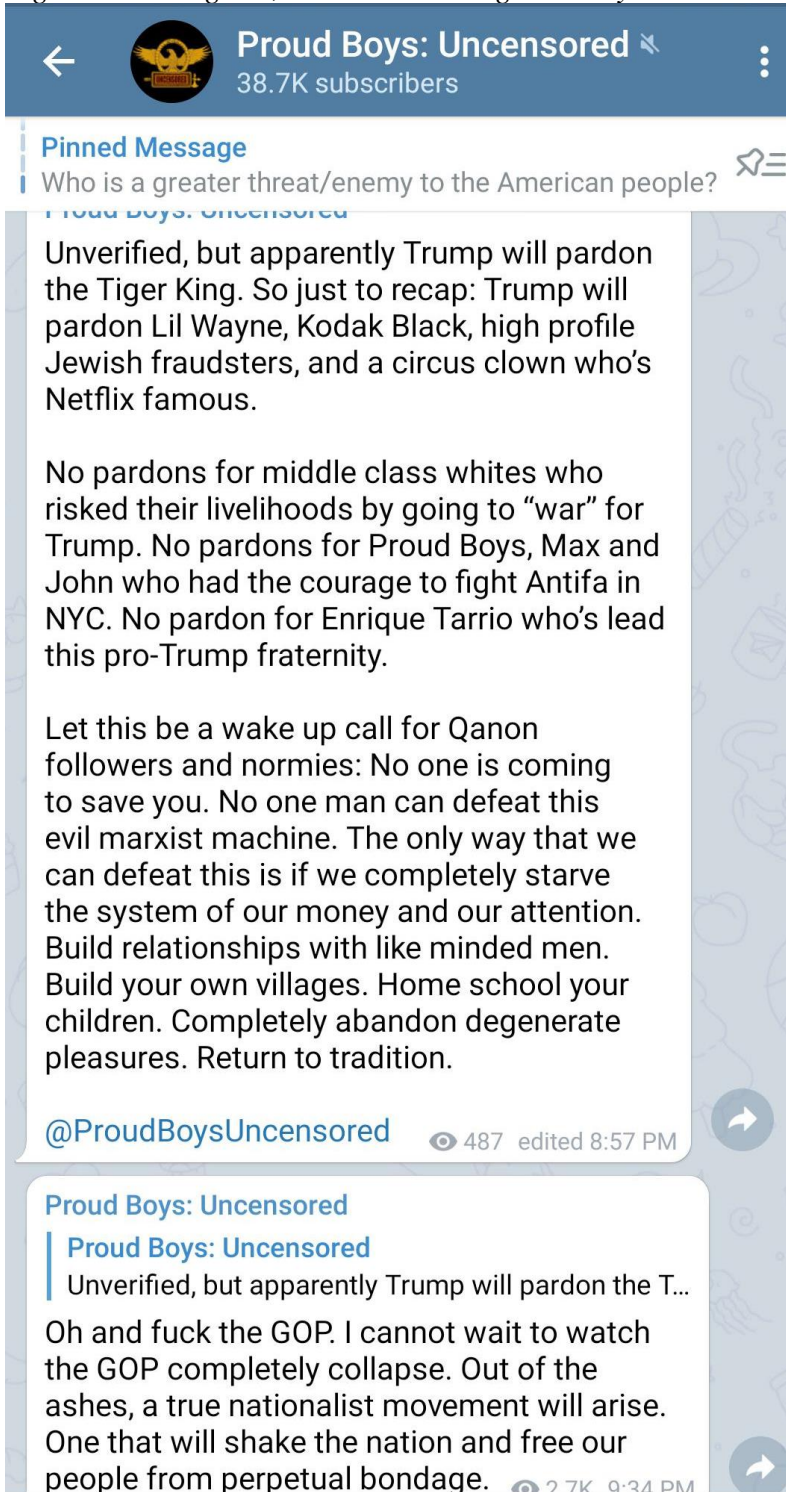 Proud Boys: Uncensored
38.7K subscribers
Pinned Message
Who is a greater threat/enemy to the American people?
Proud Boys: Uncensored
Unverified, but apparently Trump will pardon
the Tiger King. So just to recap: Trump will
pardon Lil Wayne, Kodak Black, high profile
Jewish fraudsters, and a circus clown who’s
Netflix famous.
No pardons for middle class whites who
risked their livelihoods by going to “war” for
Trump. No pardons for Proud Boys, Max and
John who had the courage to fight Antifa in
NYC. No pardon for Enrique Tarrio who’s lead
this pro-Trump fraternity.
Let this be a wake up call for Qanon
followers and normies: No one is coming
to save you. No one man can defeat this
evil marxist machine. The only way that we
can defeat this is if we completely starve
the system of our money and our attention.
Build relationships with like minded men.
Build your own villages. Home school your
children. Completely abandon degenerate
pleasures. Return to tradition.
@ProudBoysUncensored 487 edited 8:57 PM
Proud Boys: Uncensored
Proud Boys: Uncensored
Unverified, but apparently Trump will pardon the T...
Oh and fuck the GOP. I cannot wait to watch
the GOP completely collapse. Out of the
ashes, a true nationalist movement will arise.
One that will shake the nation and free our
people from perpetual bondage. 2.7K 9:34 PM